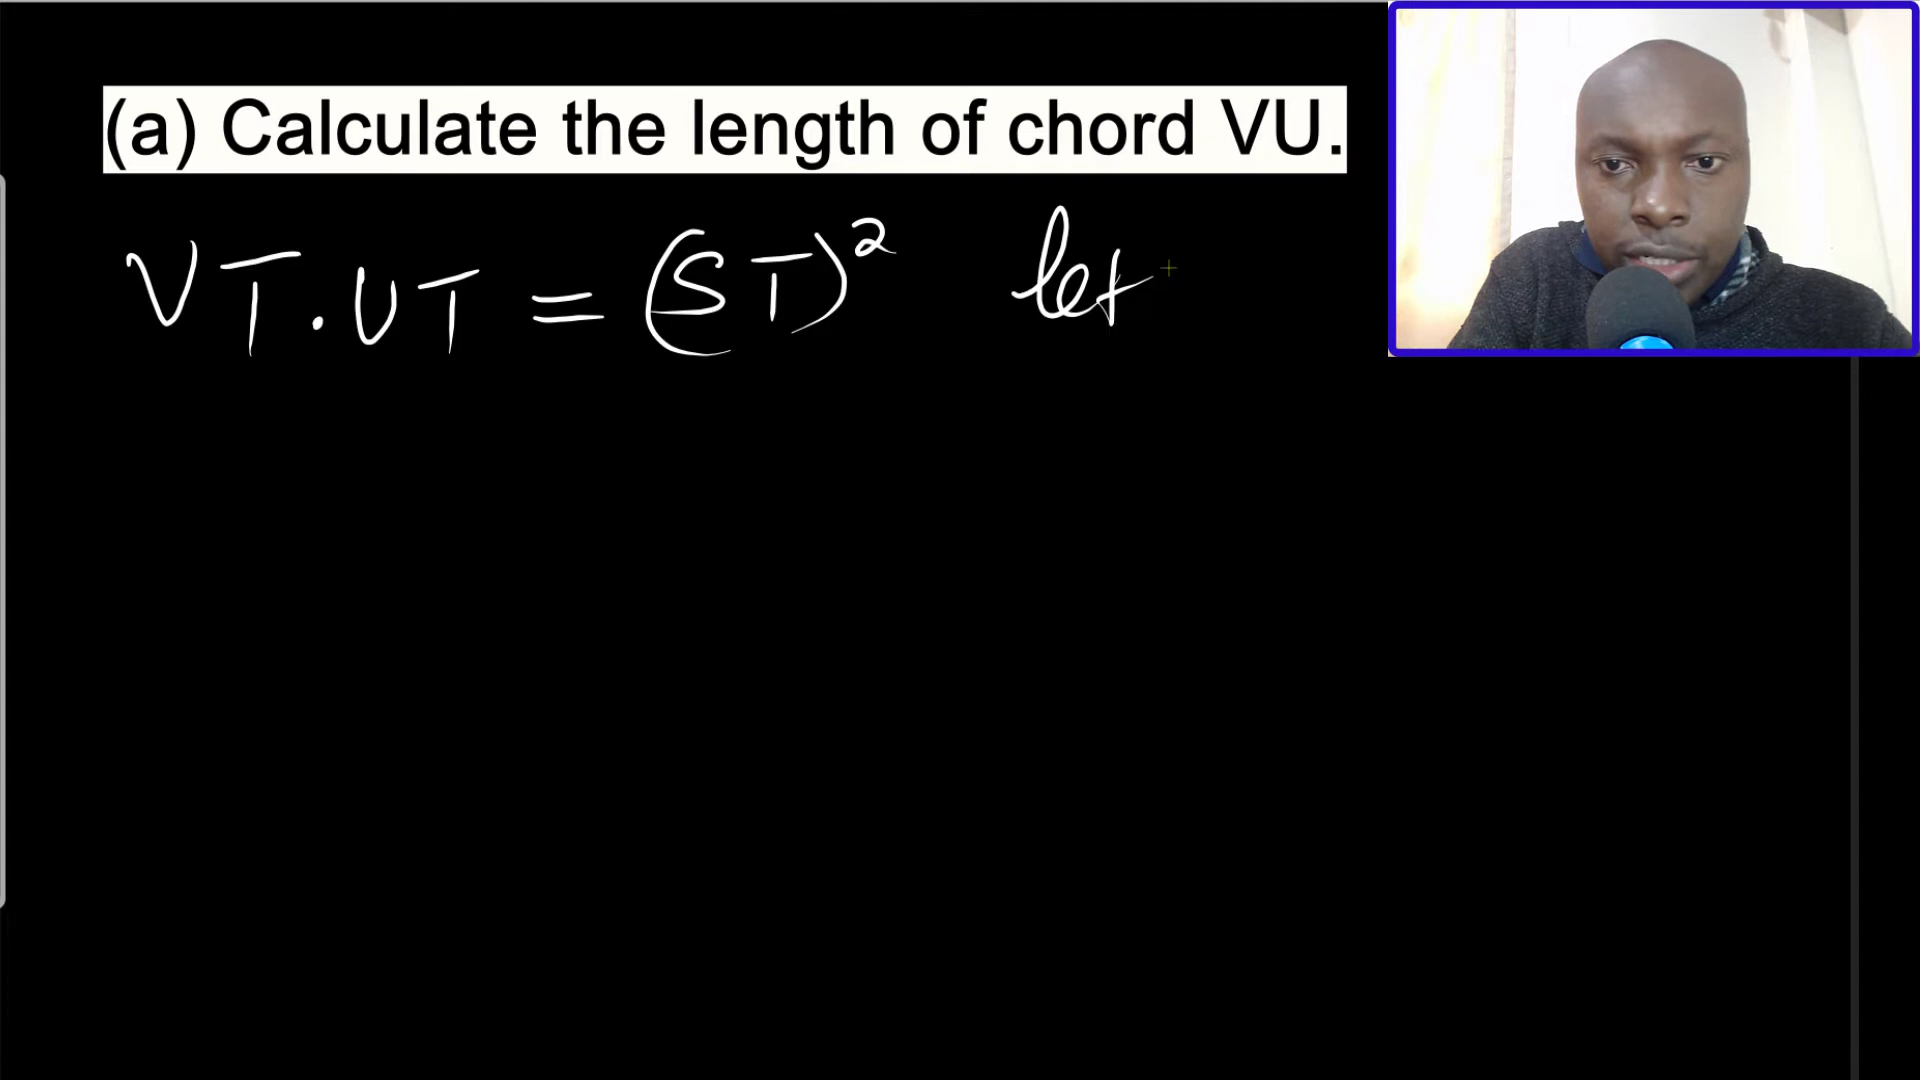 (a) Calculate the length of chord VU.
VT . UT = (ST)² let